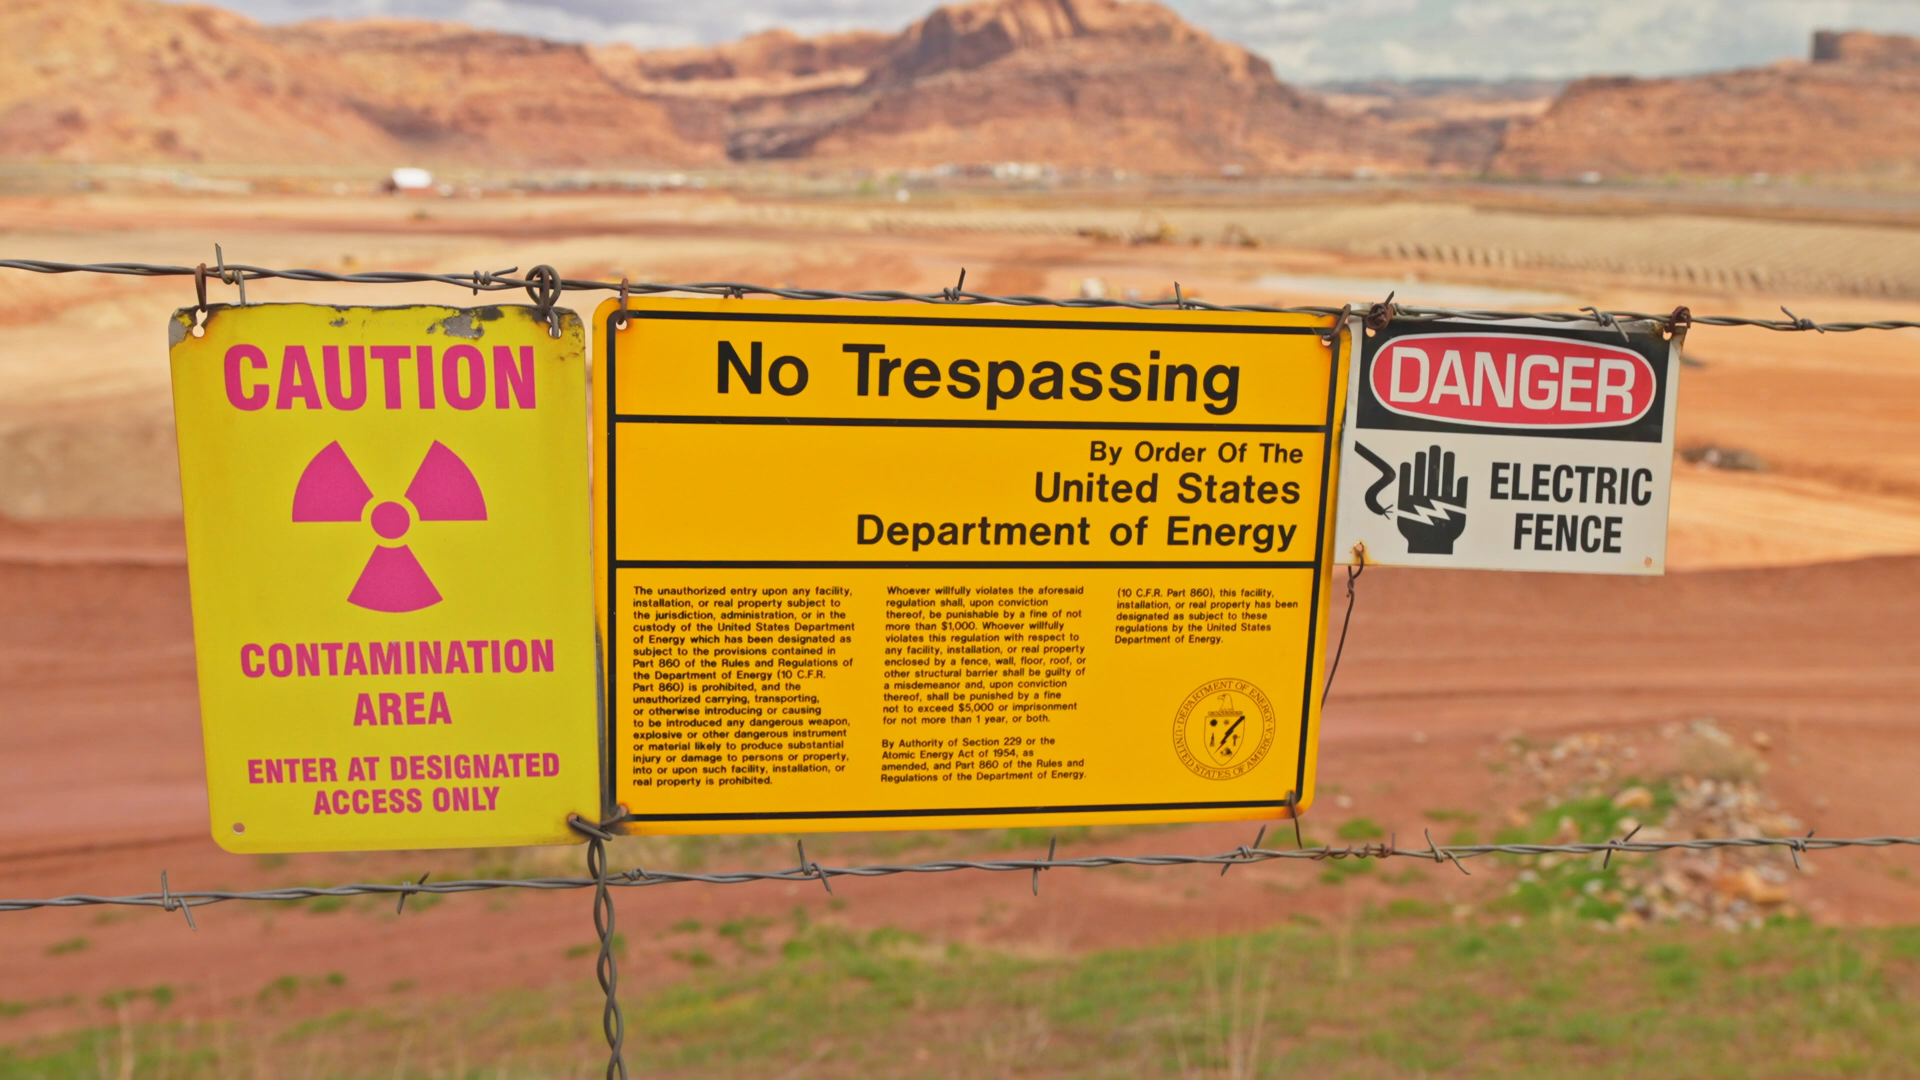 CAUTION
CONTAMINATION
AREA
ENTER AT DESIGNATED
ACCESS ONLY
No Trespassing
By Order Of The
United States
Department of Energy
The unauthorized entry upon any facility,
installation, or real property subject to
the jurisdiction, administration, or in the
custody of the United States Department
of Energy which has been designated as
subject to the provisions contained in
Part 860 of the Rules and Regulations of
the Department of Energy (10 C.F.R.
Part 860) is prohibited, and the
unauthorized carrying, transporting,
or otherwise introducing or causing
to be introduced any dangerous weapon,
explosive or other dangerous instrument
or material likely to produce substantial
injury or damage to persons or property,
into or upon such facility, installation, or
real property is prohibited.
Whoever willfully violates the aforesaid
regulation shall, upon conviction
thereof, be punishable by a fine of not
more than $1,000. Whoever willfully
violates this regulation with respect to
any facility, installation, or real property
enclosed by a fence, wall, floor, roof, or
other structural barrier shall be guilty of
a misdemeanor and, upon conviction
thereof, shall be punished by a fine
not to exceed $5,000 or imprisonment
for not more than 1 year, or both.
By Authority of Section 229 or the
Atomic Energy Act of 1954, as
amended, and Part 860 of the Rules and
Regulations of the Department of Energy.
(10 C.F.R. Part 860), this facility,
installation, or real property has been
designated as subject to these
regulations by the United States
Department of Energy.
DEPARTMENT OF ENERGY
UNITED STATES OF AMERICA
DANGER
ELECTRIC
FENCE